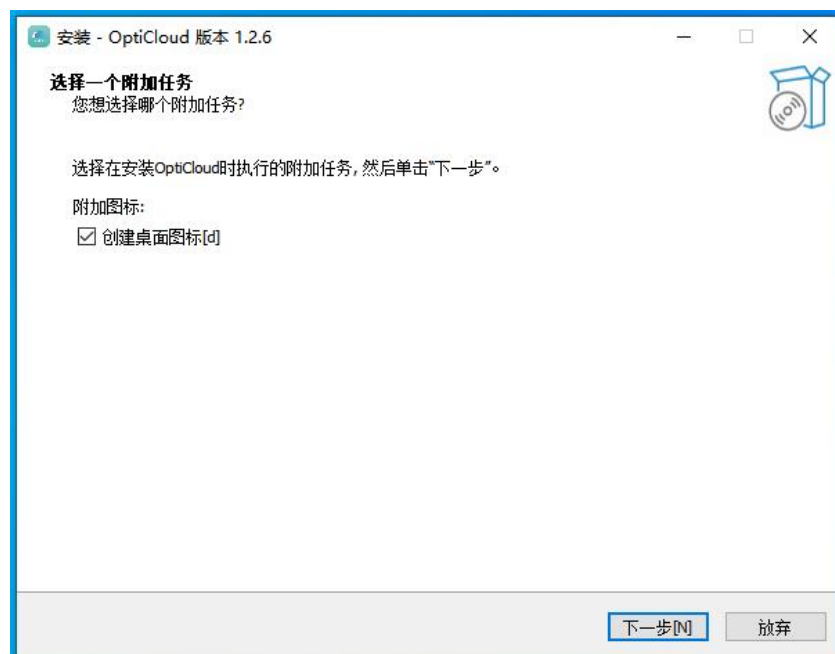 安装 - OptiCloud 版本 1.2.6
选择一个附加任务
您想选择哪个附加任务?
选择在安装OptiCloud时执行的附加任务, 然后单击“下一步”。
附加图标:
创建桌面图标[d]
下一步[N]
放弃